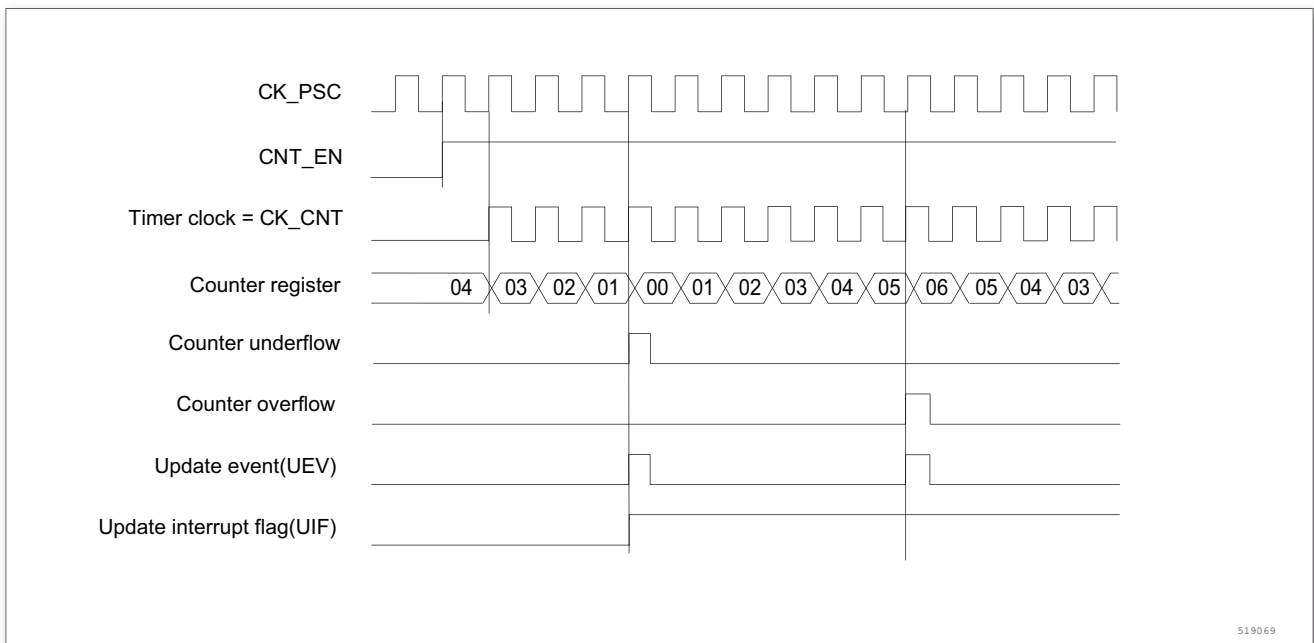 CK_PSC
CNT_EN
Timer clock = CK_CNT
Counter register 04 03 02 01 00 01 02 03 04 05 06 05 04 03
Counter underflow
Counter overflow
Update event(UEV)
Update interrupt flag(UIF)
519069